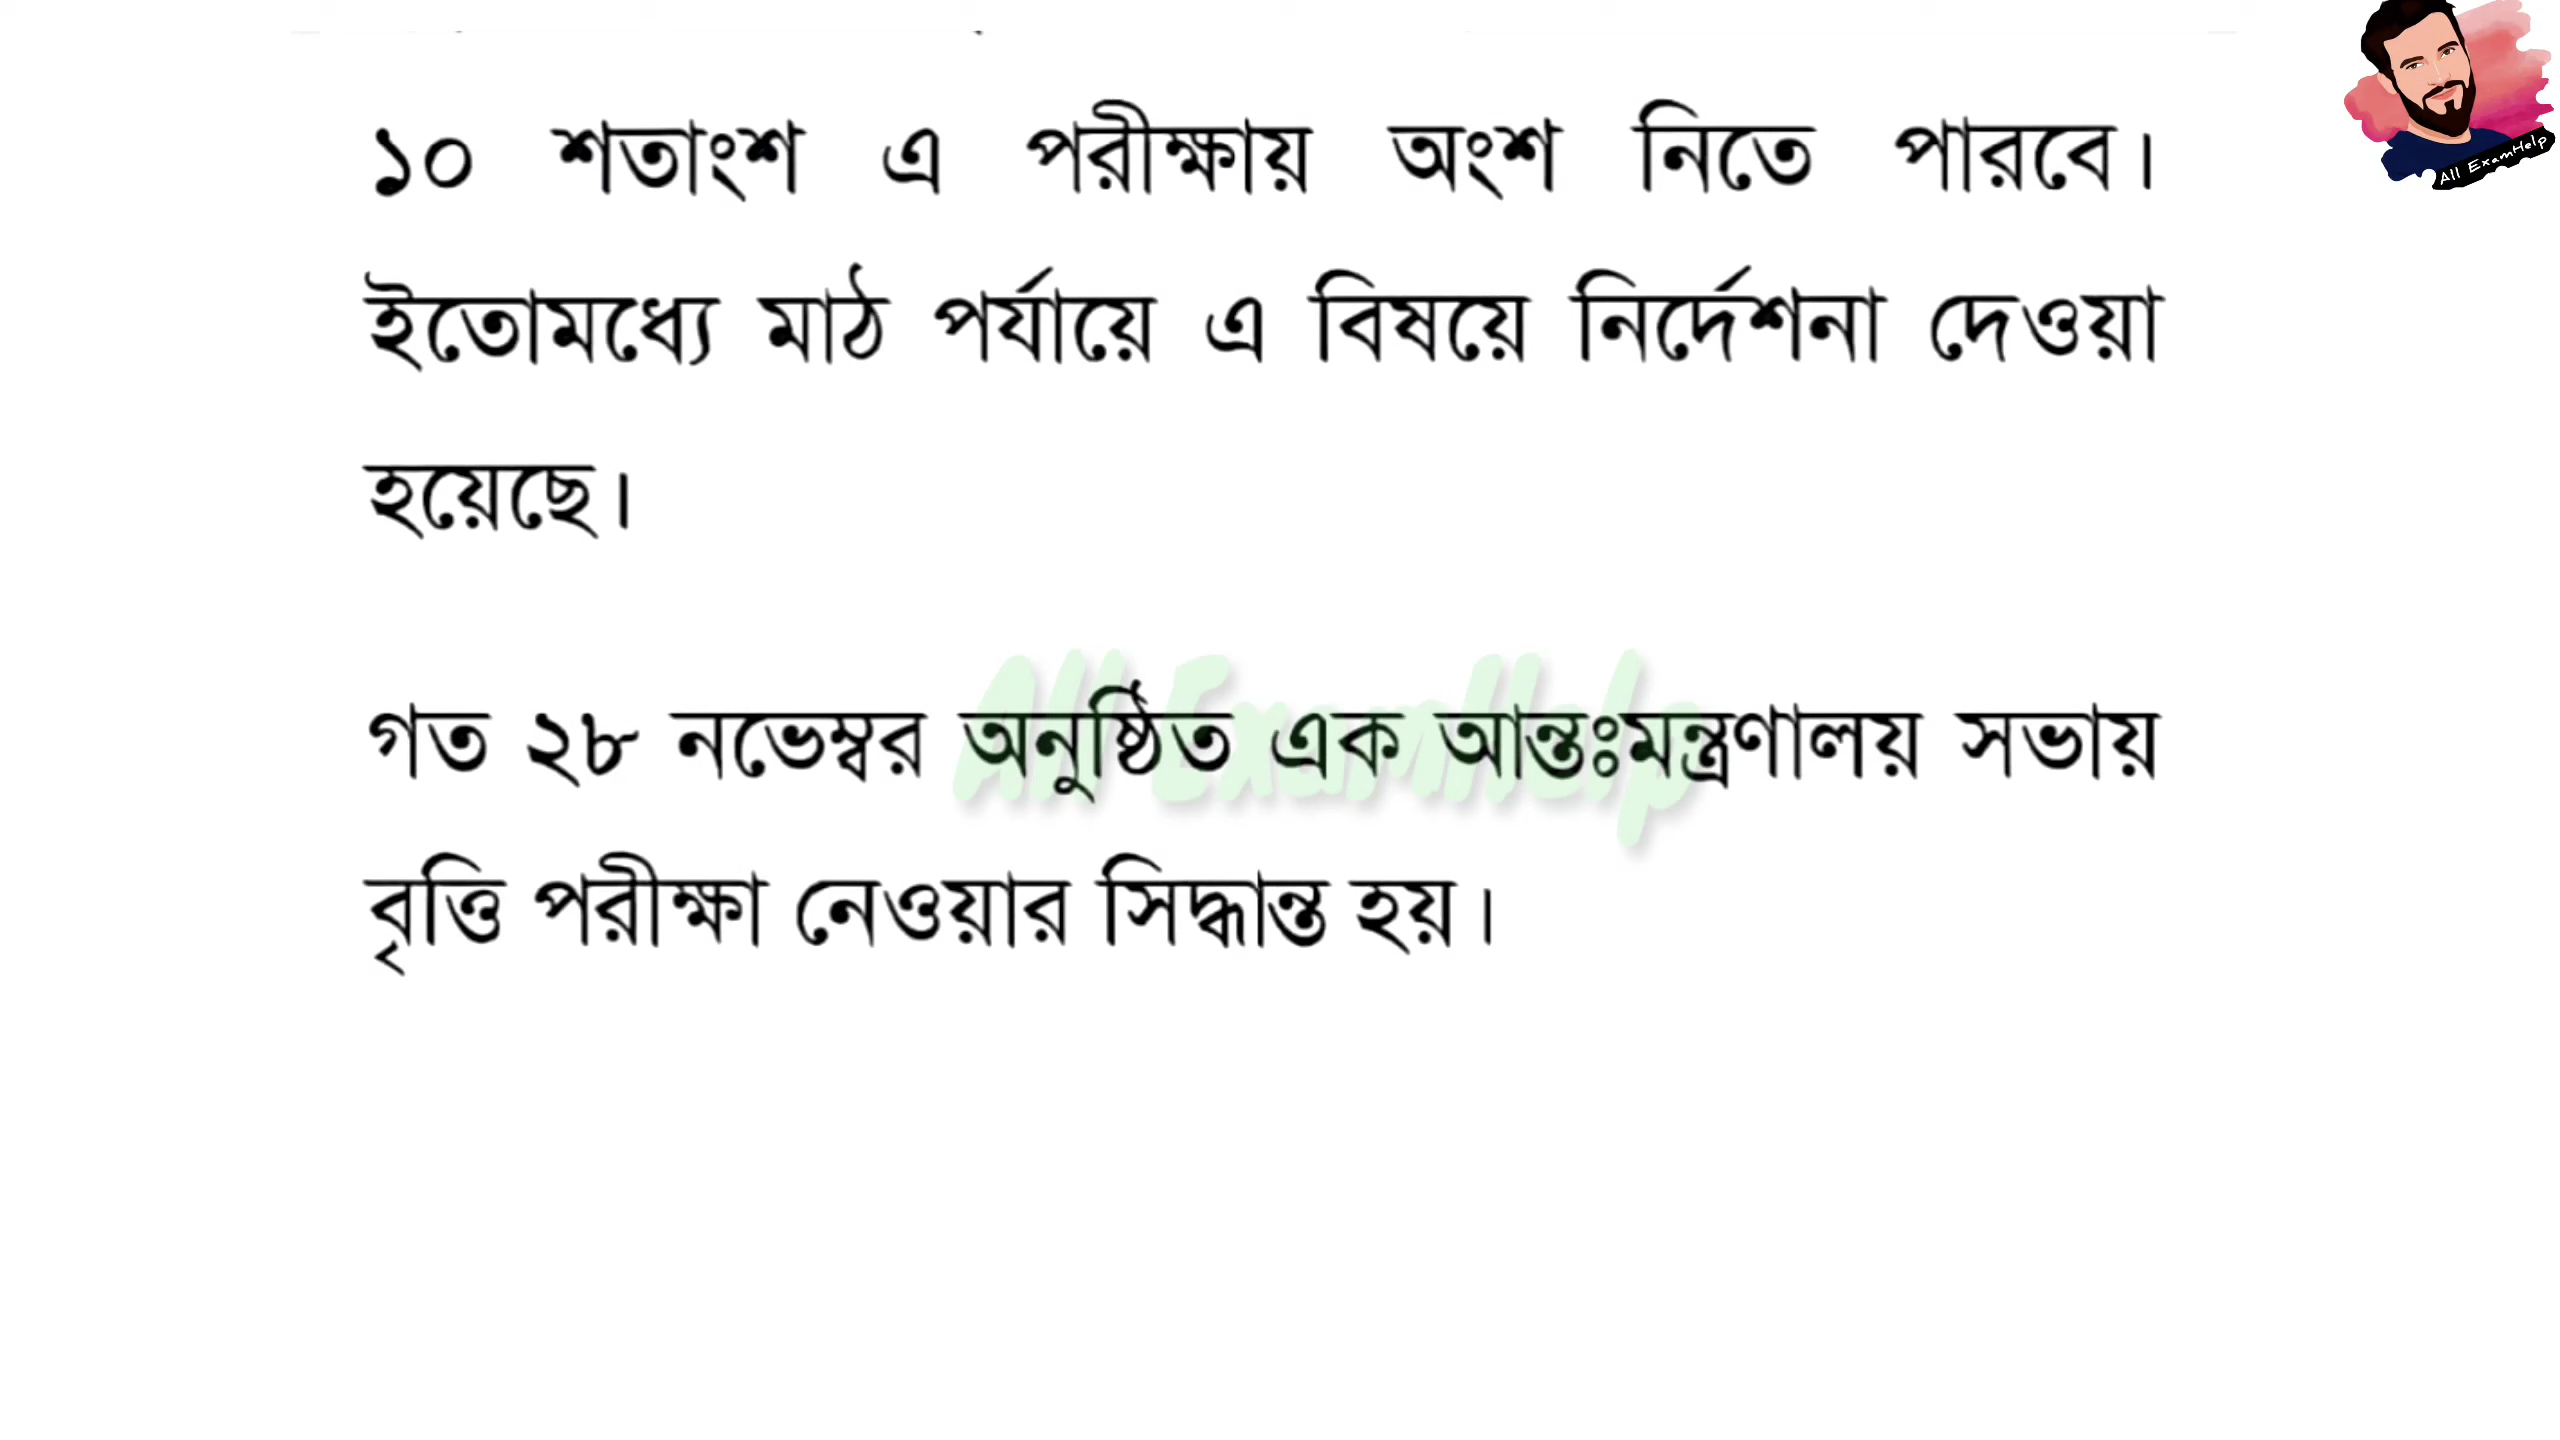 All ExamHelp
১০ শতাংশ এ পরীক্ষায় অংশ নিতে পারবে।
ইতোমধ্যে মাঠ পর্যায়ে এ বিষয়ে নির্দেশনা দেওয়া
হয়েছে।
গত ২৮ নভেম্বর অনুষ্ঠিত এক আন্তঃমন্ত্রণালয় সভায়
All ExamHelp
বৃত্তি পরীক্ষা নেওয়ার সিদ্ধান্ত হয়।